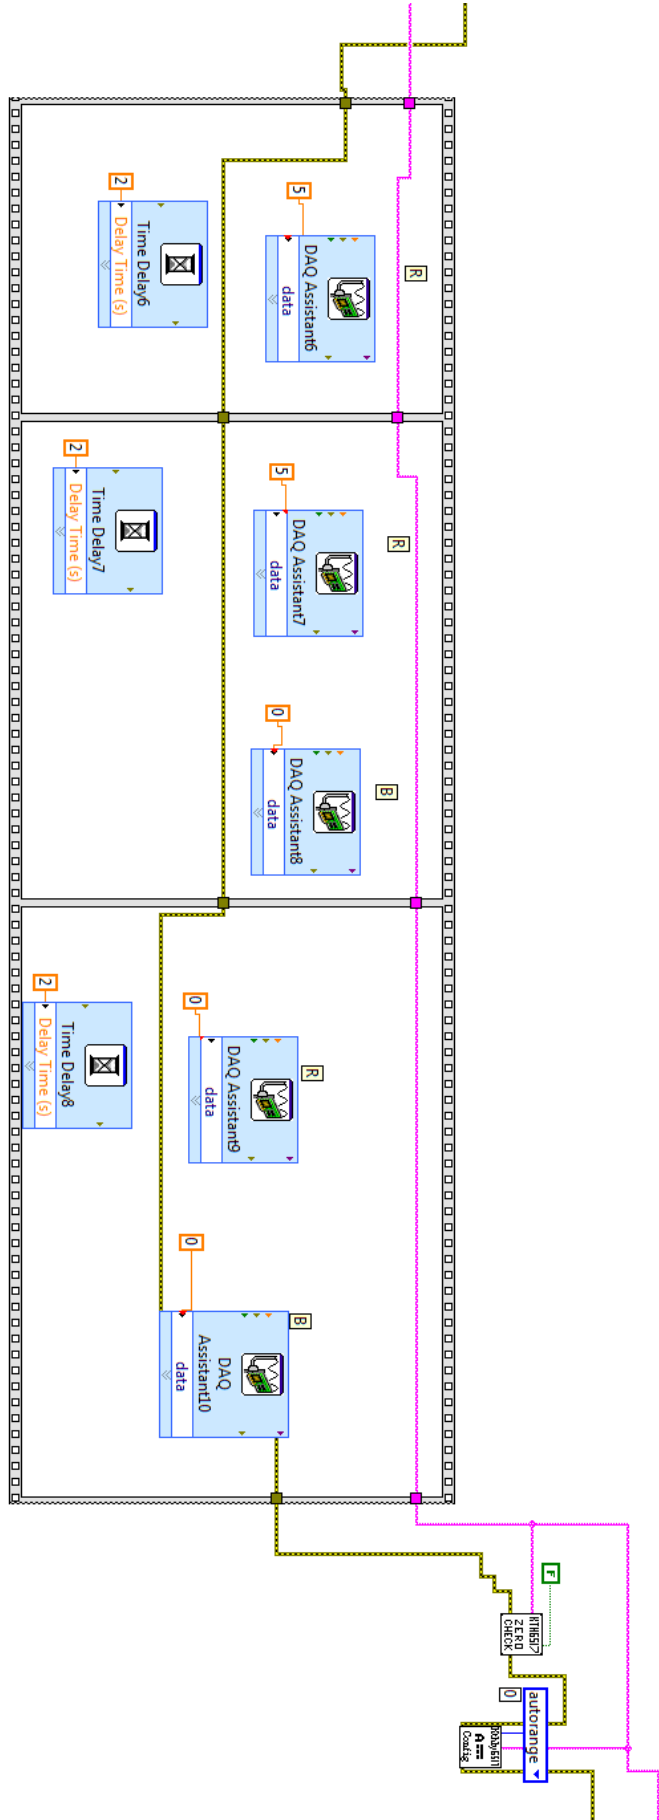 R
5
DAQ Assistant6
data
2
Time Delay6
Delay Time (s)
R
5
DAQ Assistant7
data
B
0
DAQ Assistant8
data
2
Time Delay7
Delay Time (s)
R
0
DAQ Assistant9
data
B
0
DAQ
Assistant10
data
2
Time Delay8
Delay Time (s)
F
KTH6517
ZERO
CHECK
autorange
0
Config